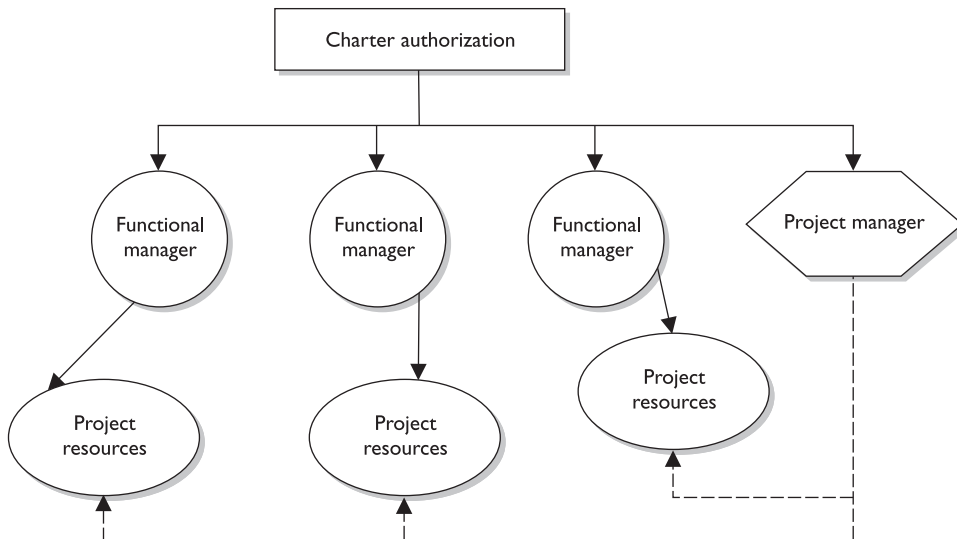 Charter authorization
Functional
manager
Functional
manager
Functional
manager
Project manager
Project
resources
Project
resources
Project
resources